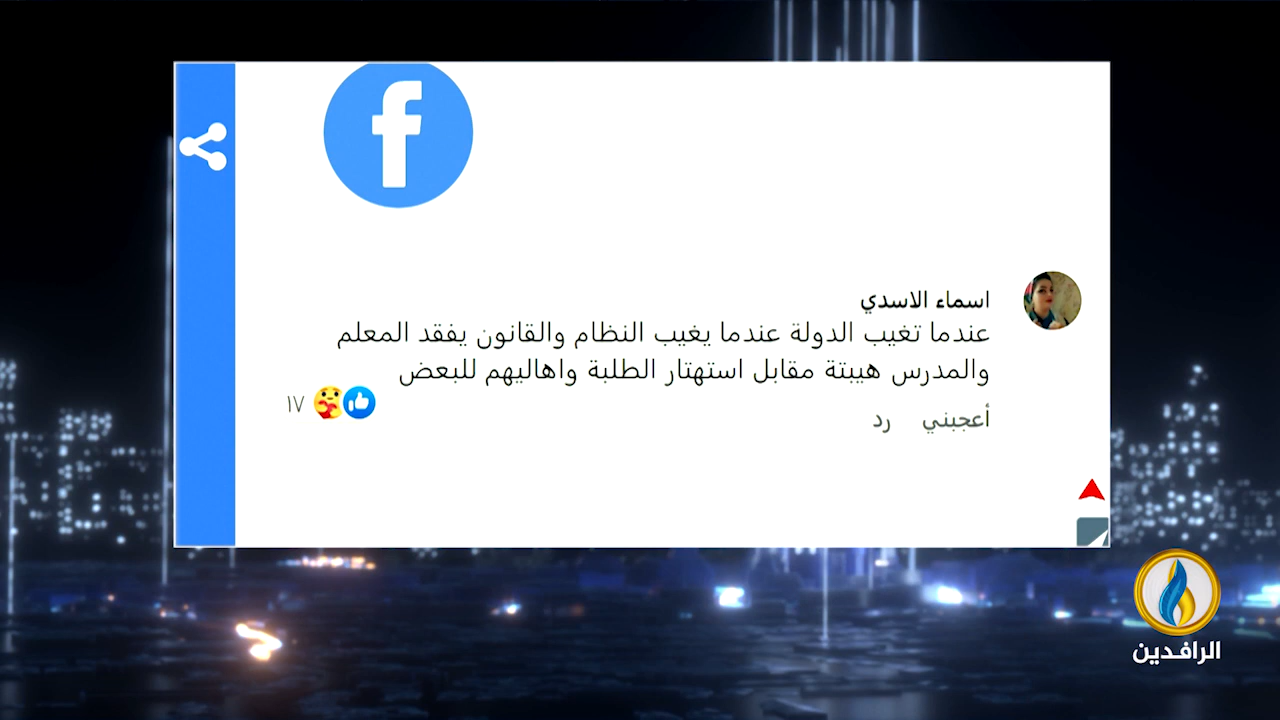 اسماء الاسدي
عندما تغيب الدولة عندما يغيب النظام والقانون يفقد المعلم
والمدرس هيبتة مقابل استهتار الطلبة واهاليهم للبعض
١٧
أعجبني رد
الرافدين